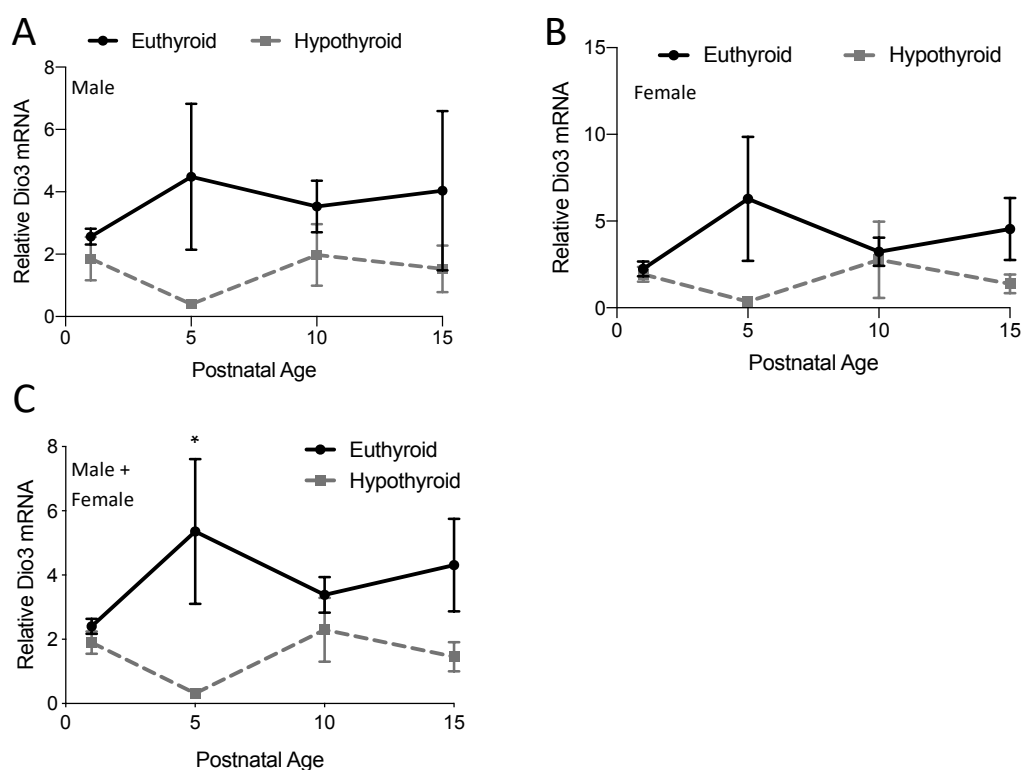 A
Euthyroid Hypothyroid
Male
Relative Dio3 mRNA
8
6
4
2
0
0 5 10 15
Postnatal Age
B
Euthyroid Hypothyroid
Female
Relative Dio3 mRNA
15
10
5
0
0 5 10 15
Postnatal Age
C
Euthyroid
Hypothyroid
Male +
Female
*
Relative Dio3 mRNA
8
6
4
2
0
0 5 10 15
Postnatal Age